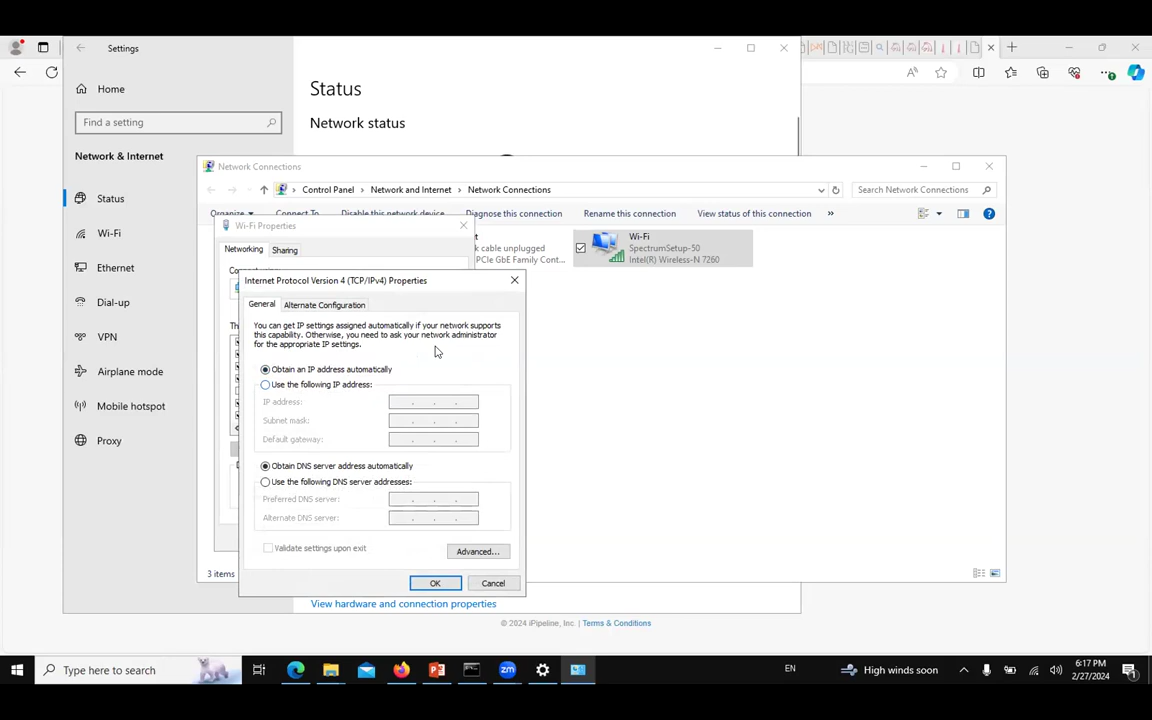 Settings
Home
Find a setting
Network & Internet
Status
Wi-Fi
Ethernet
Dial-up
VPN
Airplane mode
Mobile hotspot
Proxy
Status
Network status
Network Connections
Control Panel
Network and Internet
Network Connections
Search Network Connections
Organize
Connect To
Disable this network device
Diagnose this connection
Rename this connection
View status of this connection
»
k cable unplugged
PCIe GbE Family Cont...
Wi-Fi
SpectrumSetup-50
Intel(R) Wireless-N 7260
Wi-Fi Properties
Networking
Sharing
Internet Protocol Version 4 (TCP/IPv4) Properties
General
Alternate Configuration
You can get IP settings assigned automatically if your network supports
this capability. Otherwise, you need to ask your network administrator
for the appropriate IP settings.
Obtain an IP address automatically
Use the following IP address:
IP address:
Subnet mask:
Default gateway:
Obtain DNS server address automatically
Use the following DNS server addresses:
Preferred DNS server:
Alternate DNS server:
Validate settings upon exit
Advanced...
OK
Cancel
3 items
View hardware and connection properties
© 2024 iPipeline, Inc. | Terms & Conditions
Type here to search
EN
High winds soon
6:17 PM
2/27/2024